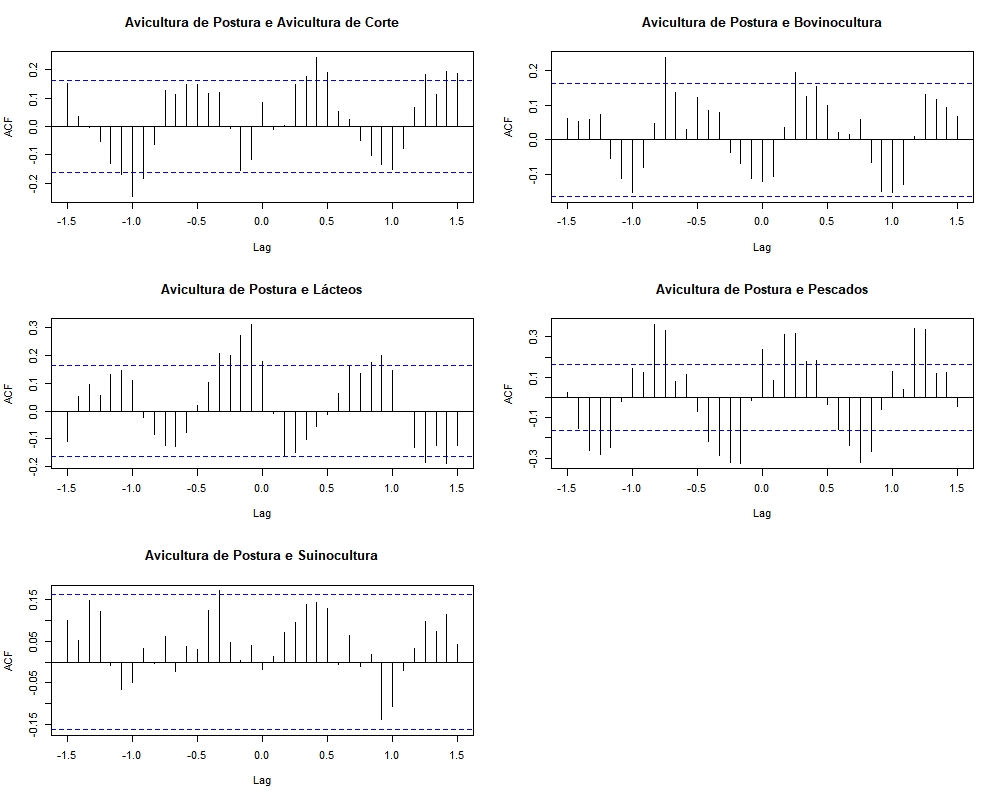 Avicultura de Postura e Avicultura de Corte
ACF
0.2
0.1
0.0
-0.1
-0.2
-1.5 -1.0 -0.5 0.0 0.5 1.0 1.5
Lag
Avicultura de Postura e Bovinocultura
ACF
0.2
0.1
0.0
-0.1
-1.5 -1.0 -0.5 0.0 0.5 1.0 1.5
Lag
Avicultura de Postura e Lácteos
ACF
0.3
0.2
0.1
0.0
-0.1
-0.2
-1.5 -1.0 -0.5 0.0 0.5 1.0 1.5
Lag
Avicultura de Postura e Pescados
ACF
0.3
0.1
-0.1
-0.3
-1.5 -1.0 -0.5 0.0 0.5 1.0 1.5
Lag
Avicultura de Postura e Suinocultura
ACF
0.15
0.05
-0.05
-0.15
-1.5 -1.0 -0.5 0.0 0.5 1.0 1.5
Lag